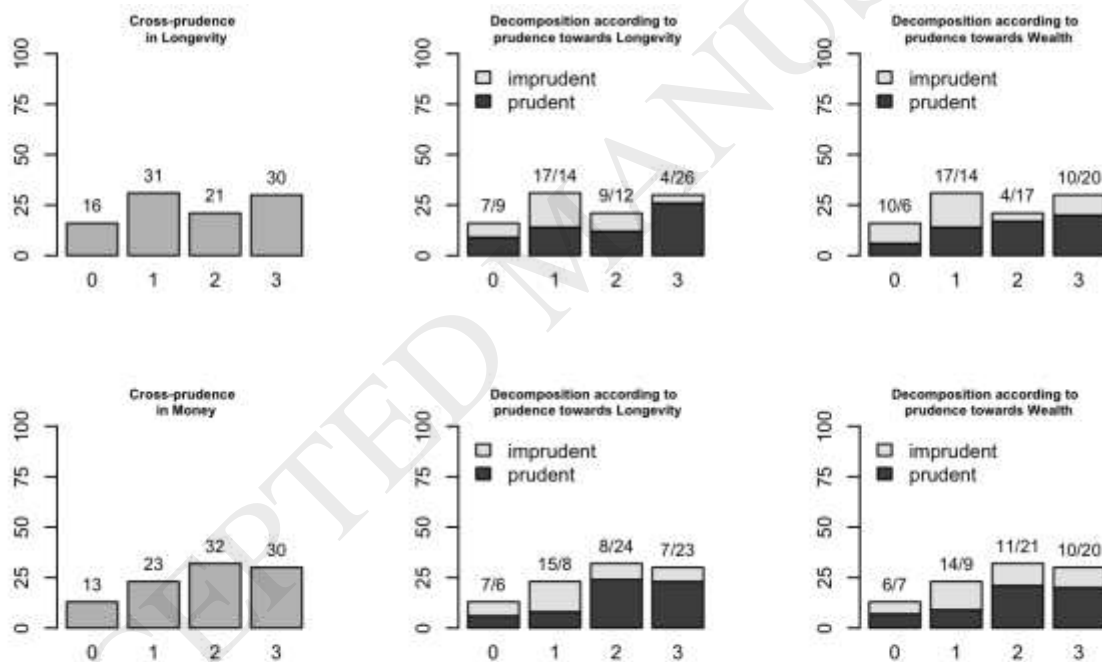 Cross-prudence
in Longevity
100
75
50
25
0
16
31
21
30
0 1 2 3
Decomposition according to
prudence towards Longevity
100
75
50
25
0
imprudent
prudent
7/9
17/14
9/12
4/26
0 1 2 3
Decomposition according to
prudence towards Wealth
100
75
50
25
0
imprudent
prudent
10/6
17/14
4/17
10/20
0 1 2 3
Cross-prudence
in Money
100
75
50
25
0
13
23
32
30
0 1 2 3
Decomposition according to
prudence towards Longevity
100
75
50
25
0
imprudent
prudent
7/6
15/8
8/24
7/23
0 1 2 3
Decomposition according to
prudence towards Wealth
100
75
50
25
0
imprudent
prudent
6/7
14/9
11/21
10/20
0 1 2 3
CEPTED MANUS